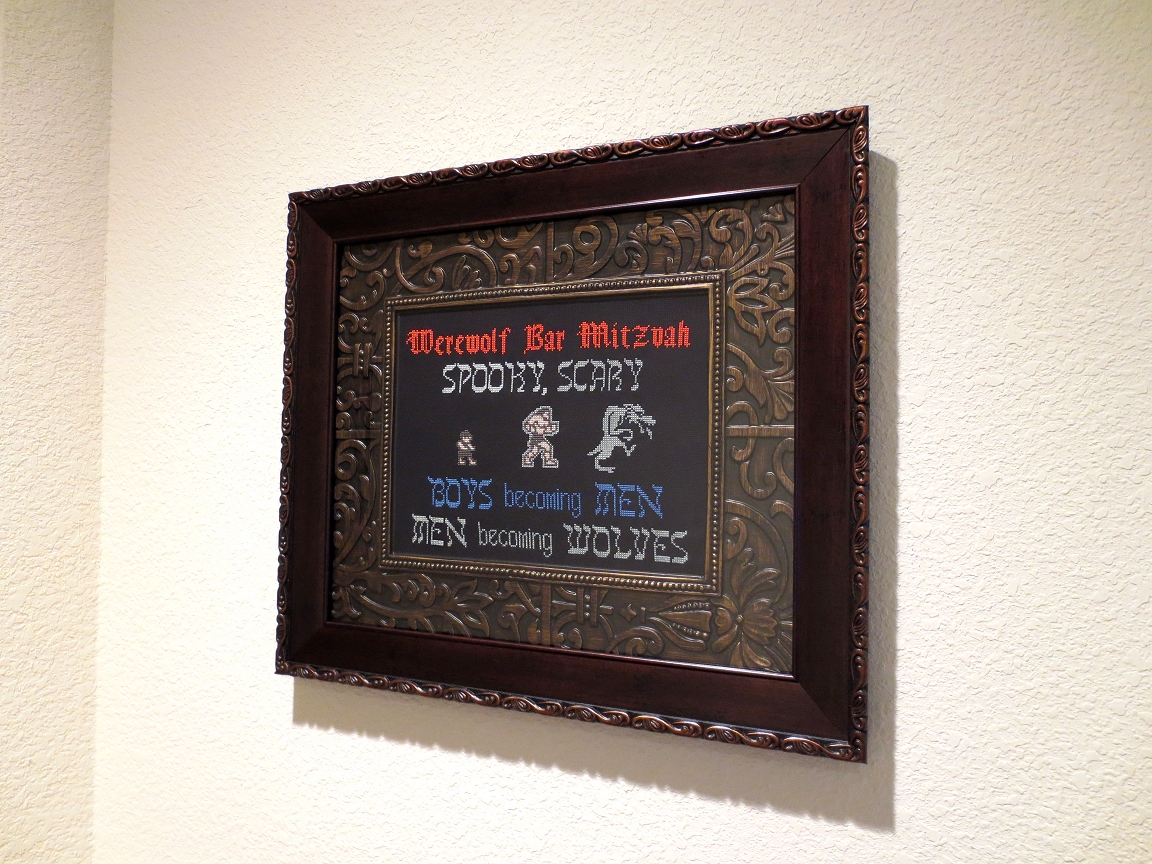 Werewolf Bar Mitzvah
SPOOKY, SCARY
BOYS becoming MEN
MEN becoming WOLVES